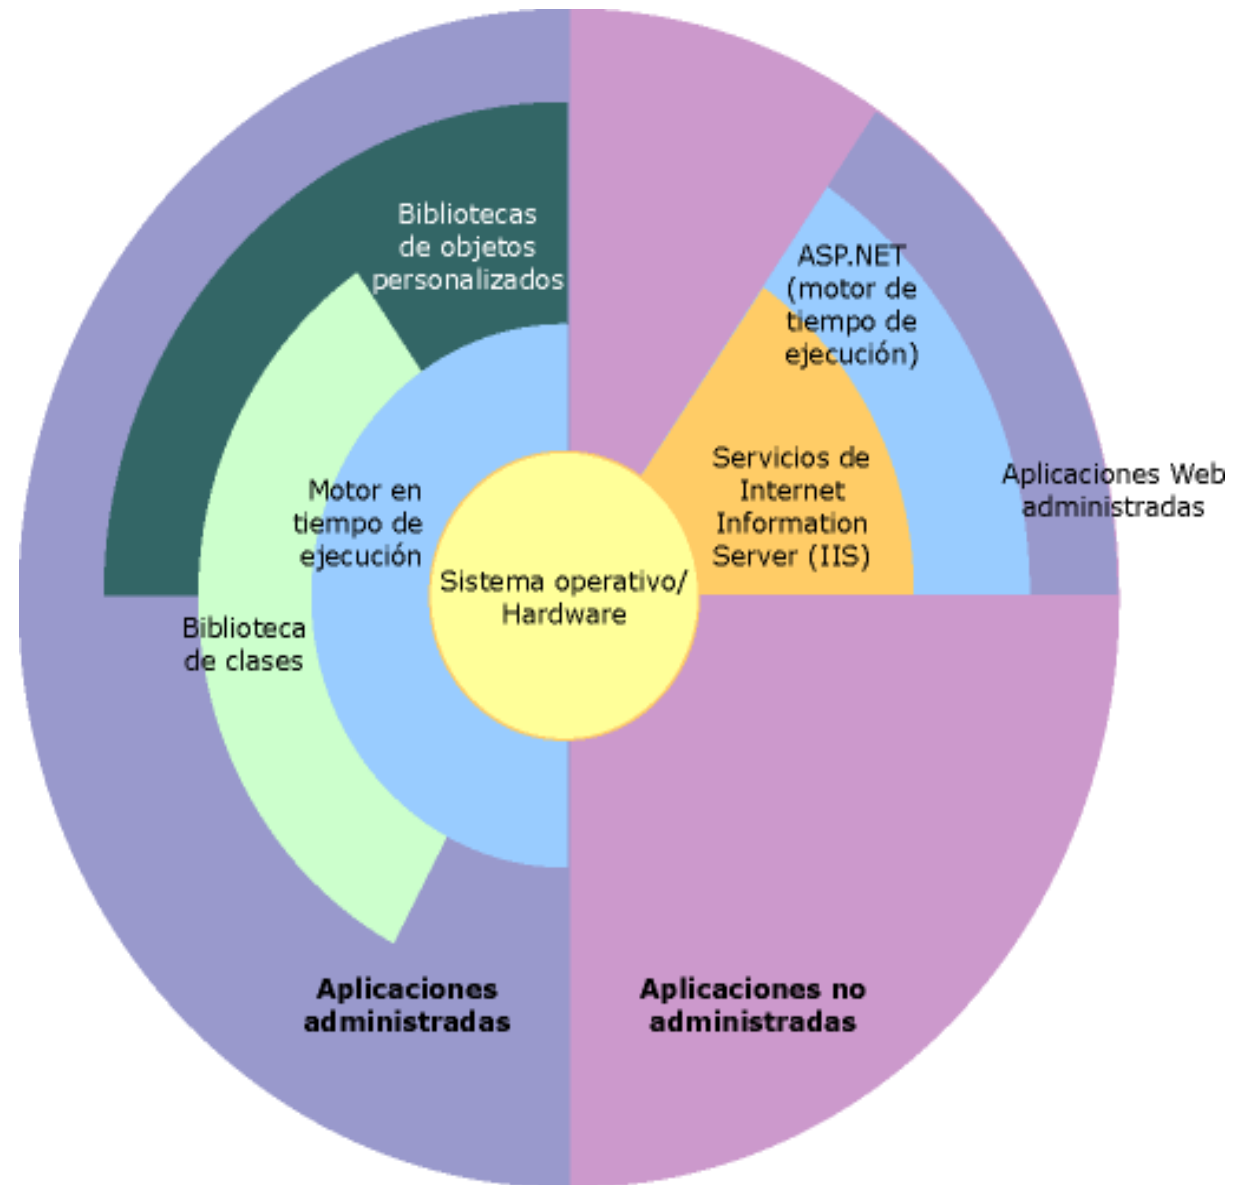 Bibliotecas
de objetos
personalizados
ASP.NET
(motor de
tiempo de
ejecución)
Motor en
tiempo de
ejecución
Servicios de
Internet
Information
Server (IIS)
Aplicaciones Web
administradas
Sistema operativo/
Hardware
Biblioteca
de clases
Aplicaciones
administradas
Aplicaciones no
administradas